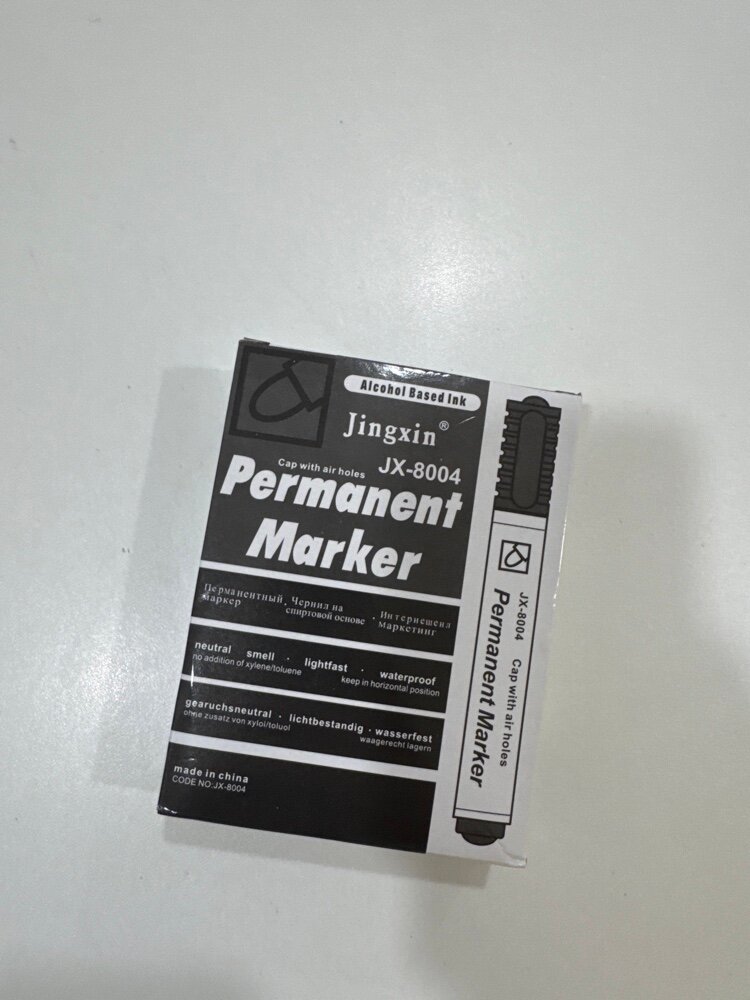 Alcohol Based Ink
Jingxin®
Cap with air holes JX-8004
Permanent
Marker
Перманентный
маркер
· Чернил на
спиртовой основе
· Интернешенл
маркетинг
neutral smell · lightfast · waterproof
no addition of xylene/toluene keep in horizontal position
gearuchsneutral · lichtbestandig · wasserfest
ohne zusatz von xylol/toluol waagerecht lagern
made in china
CODE NO:JX-8004
JX-8004 Cap with air holes
Permanent Marker